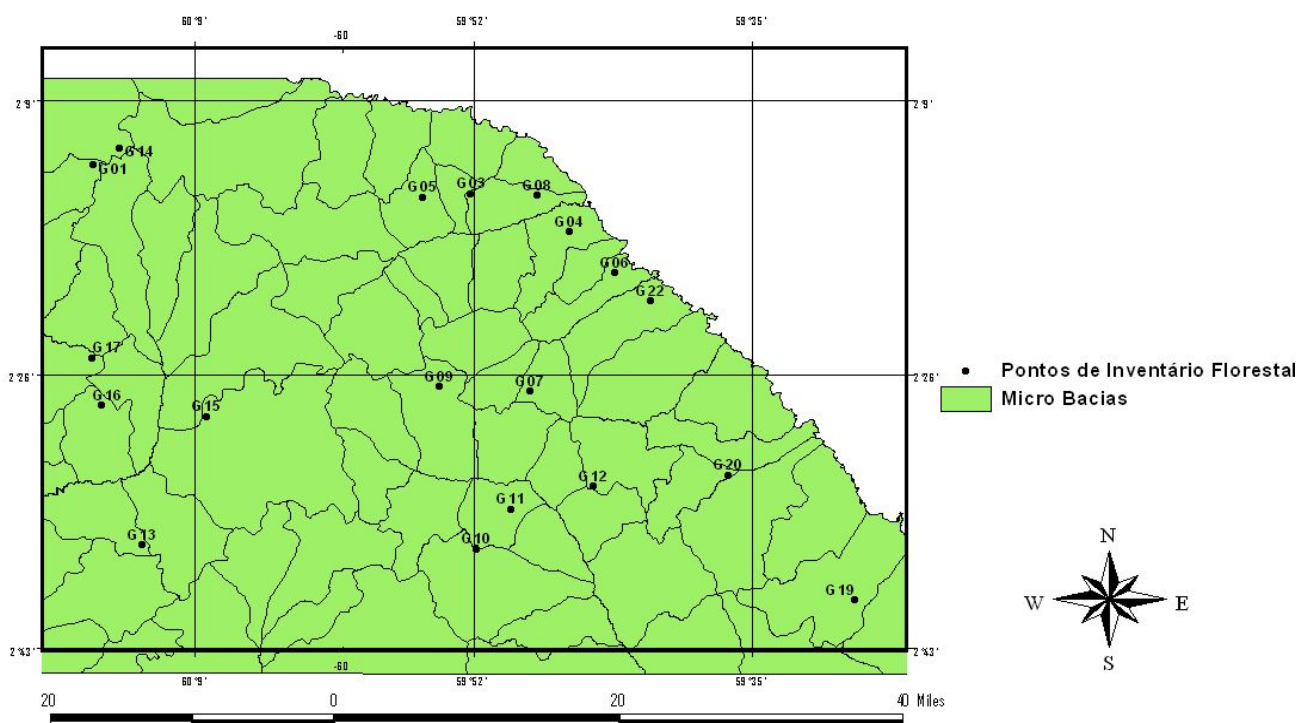 60°9' 59°52' 59°35'
-60
2°9' 2°9'
G14
G01
G05 G03 G08
G04
G06
G22
G17
2°26' 2°26'
G09 G07
G16
G15
G20
G12
G11
G13
G10
G19
2°43' 2°43'
-60
60°9' 59°52' 59°35'
20 0 20 40 Miles
Pontos de Inventário Florestal
Micro Bacias
N
W E
S